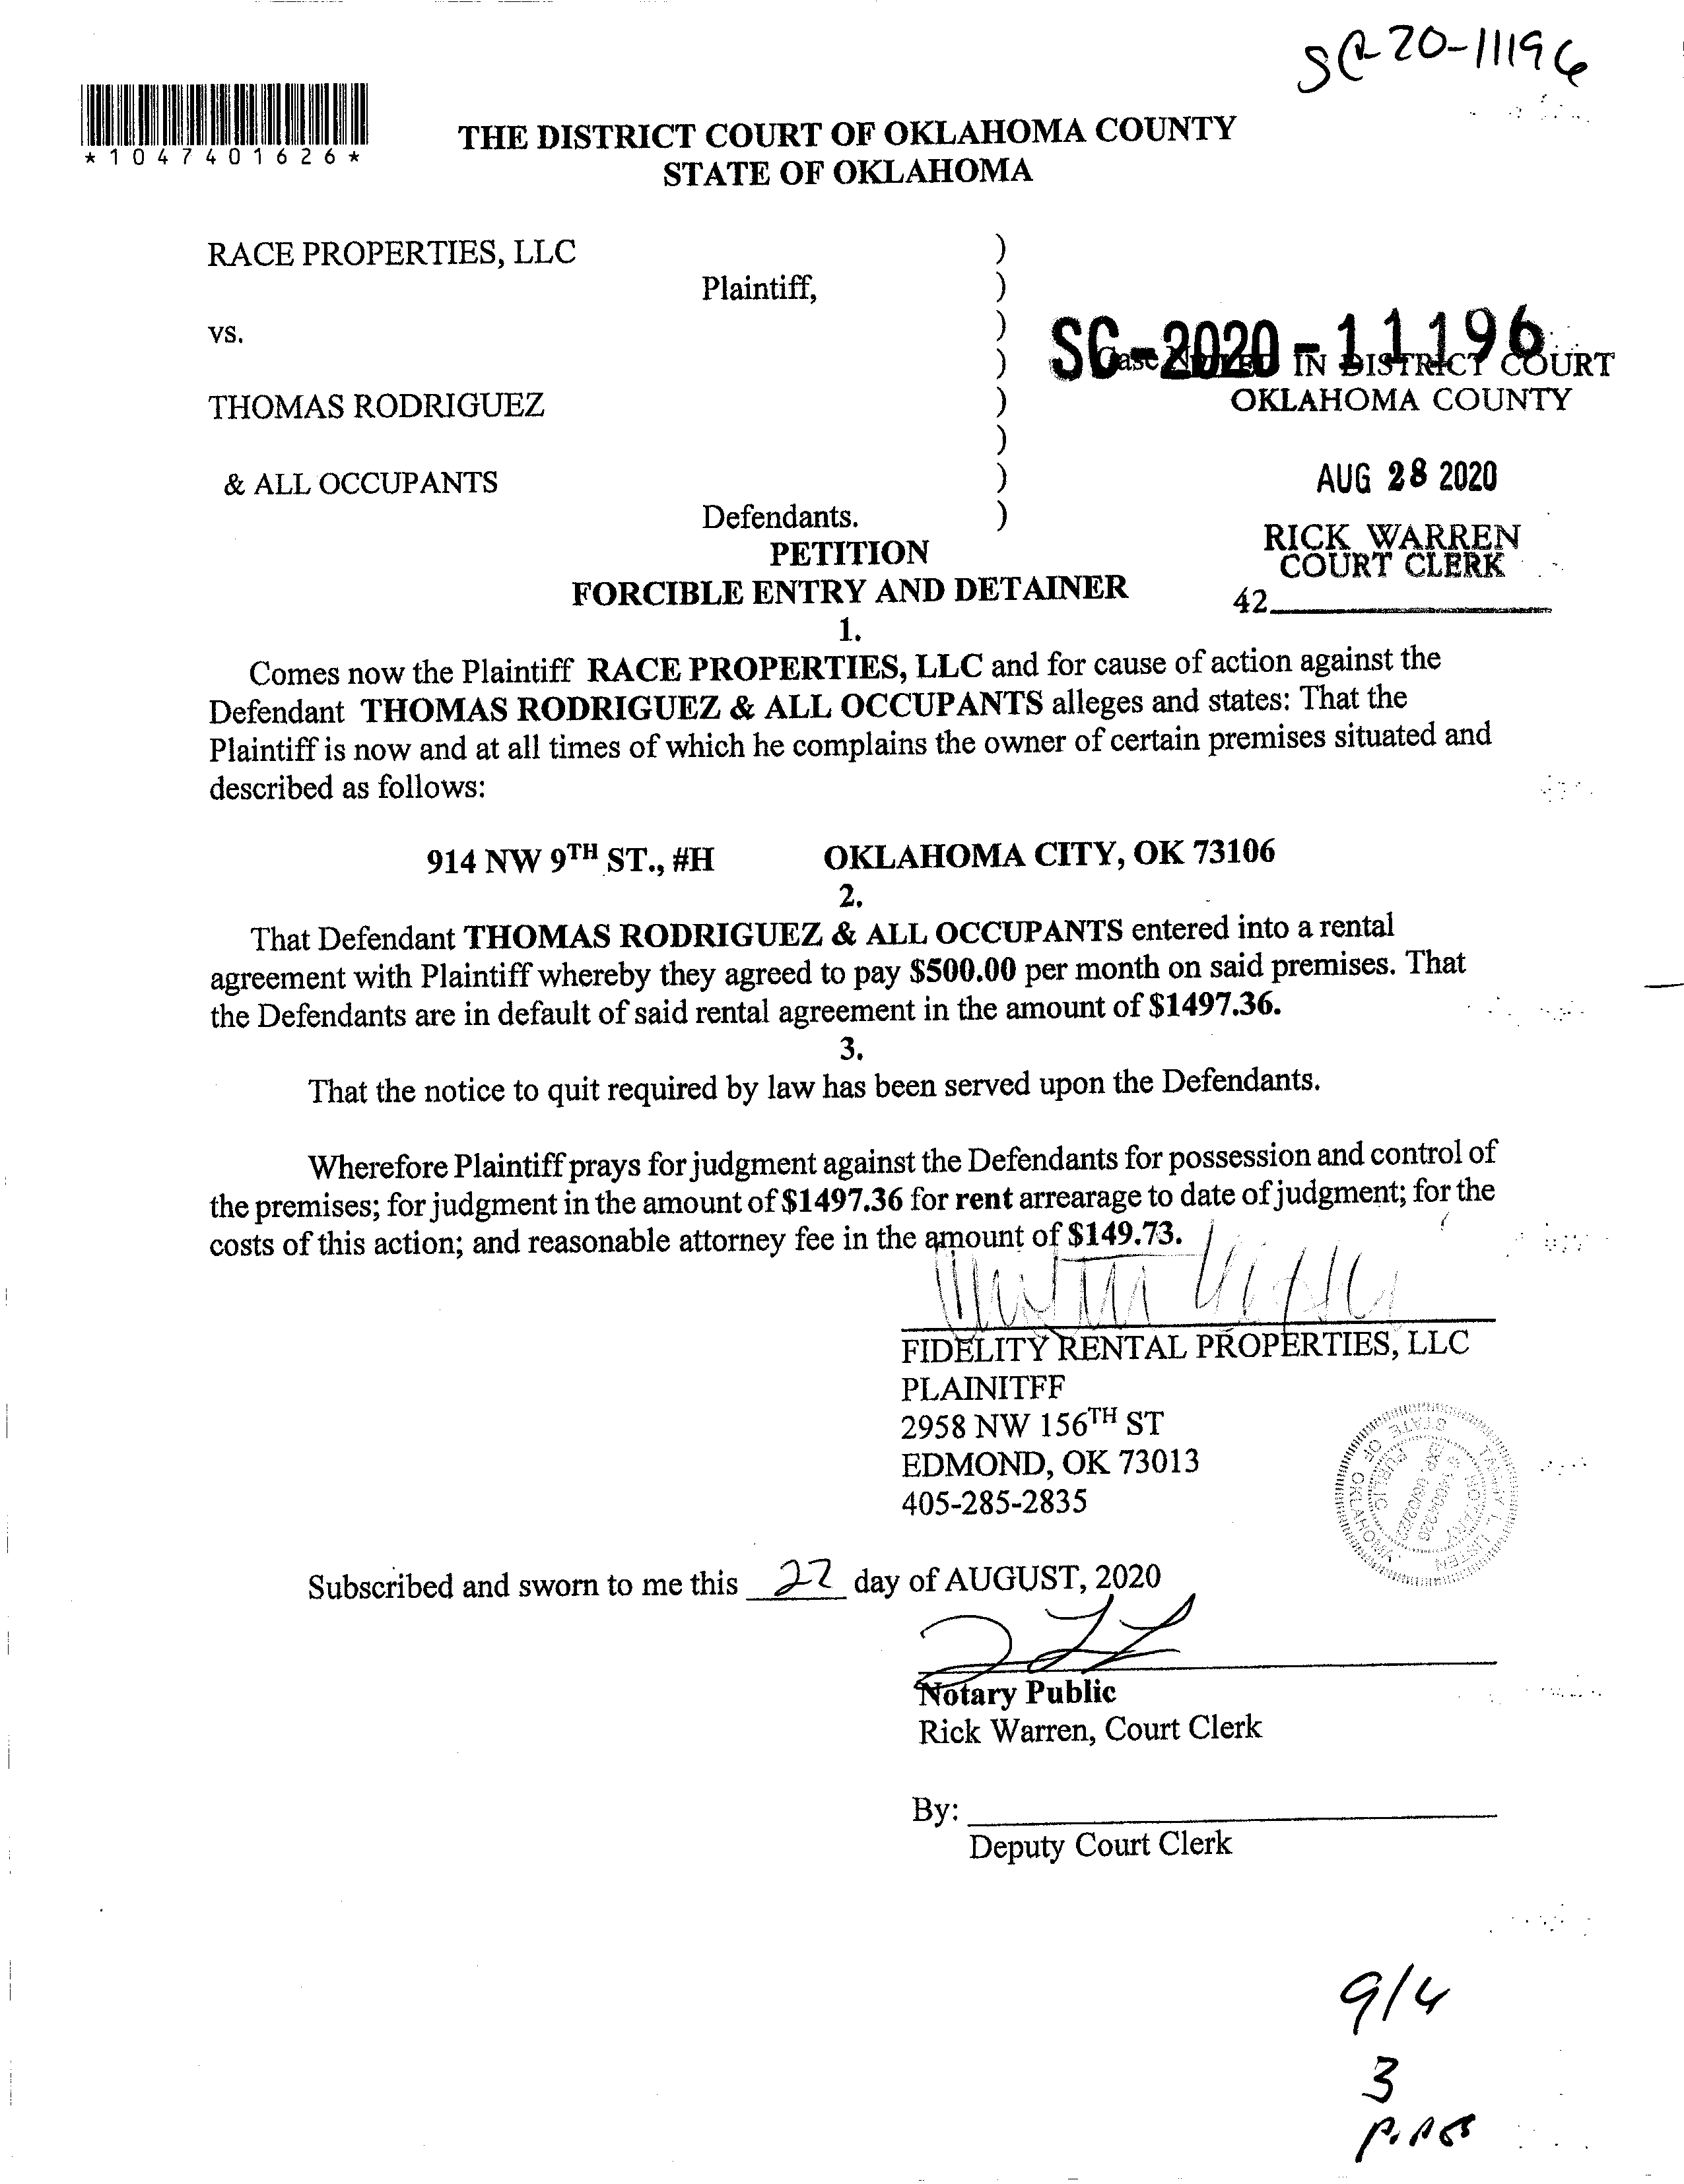 SC-20-11196
*1047401626*
THE DISTRICT COURT OF OKLAHOMA COUNTY
STATE OF OKLAHOMA
RACE PROPERTIES, LLC )
Plaintiff, )
vs. )
)
THOMAS RODRIGUEZ )
)
& ALL OCCUPANTS )
Defendants. )
SC-2020-11196
Case IN DISTRICT COURT
OKLAHOMA COUNTY
AUG 28 2020
RICK WARREN
COURT CLERK
42
PETITION
FORCIBLE ENTRY AND DETAINER
1.
Comes now the Plaintiff RACE PROPERTIES, LLC and for cause of action against the
Defendant THOMAS RODRIGUEZ & ALL OCCUPANTS alleges and states: That the
Plaintiff is now and at all times of which he complains the owner of certain premises situated and
described as follows:
914 NW 9TH ST., #H OKLAHOMA CITY, OK 73106
2.
That Defendant THOMAS RODRIGUEZ & ALL OCCUPANTS entered into a rental
agreement with Plaintiff whereby they agreed to pay $500.00 per month on said premises. That
the Defendants are in default of said rental agreement in the amount of $1497.36.
3.
That the notice to quit required by law has been served upon the Defendants.
Wherefore Plaintiff prays for judgment against the Defendants for possession and control of
the premises; for judgment in the amount of $1497.36 for rent arrearage to date of judgment; for the
costs of this action; and reasonable attorney fee in the amount of $149.73.
FIDELITY RENTAL PROPERTIES, LLC
PLAINITFF
2958 NW 156TH ST
EDMOND, OK 73013
405-285-2835
NOTARY
PUBLIC
STATE OF OKLAHOMA
Subscribed and sworn to me this 27 day of AUGUST, 2020
Notary Public
Rick Warren, Court Clerk
By:
Deputy Court Clerk
9/4
3